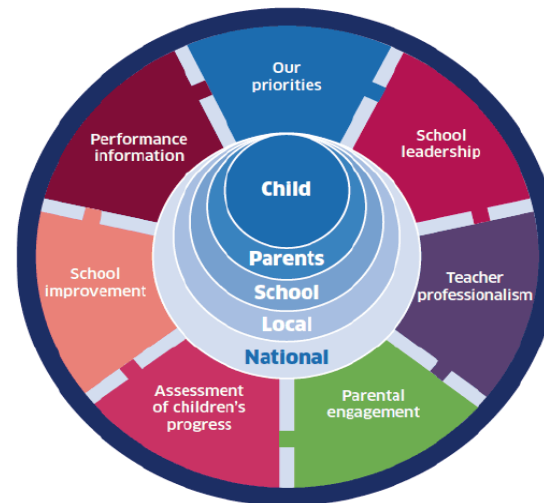 Our
priorities
School
leadership
Teacher
professionalism
Parental
engagement
Assessment
of children's
progress
School
improvement
Performance
information
Child
Parents
School
Local
National